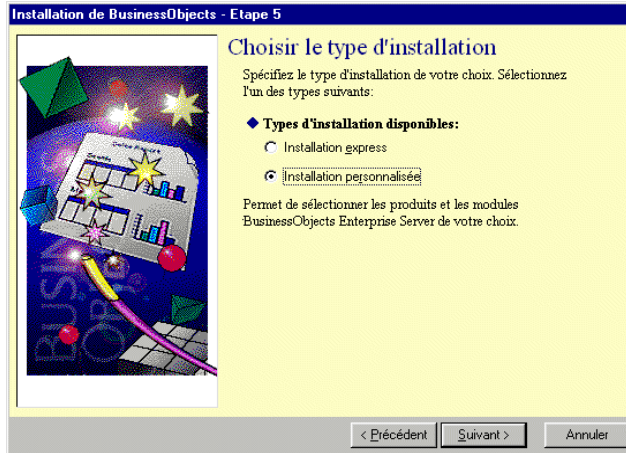 Installation de BusinessObjects - Etape 5
Choisir le type d'installation
Spécifiez le type d'installation de votre choix. Sélectionnez
l'un des types suivants:
Types d'installation disponibles:
Installation express
Installation personnalisée
Permet de sélectionner les produits et les modules
BusinessObjects Enterprise Server de votre choix.
BUSIN
OBJE
< Précédent
Suivant >
Annuler